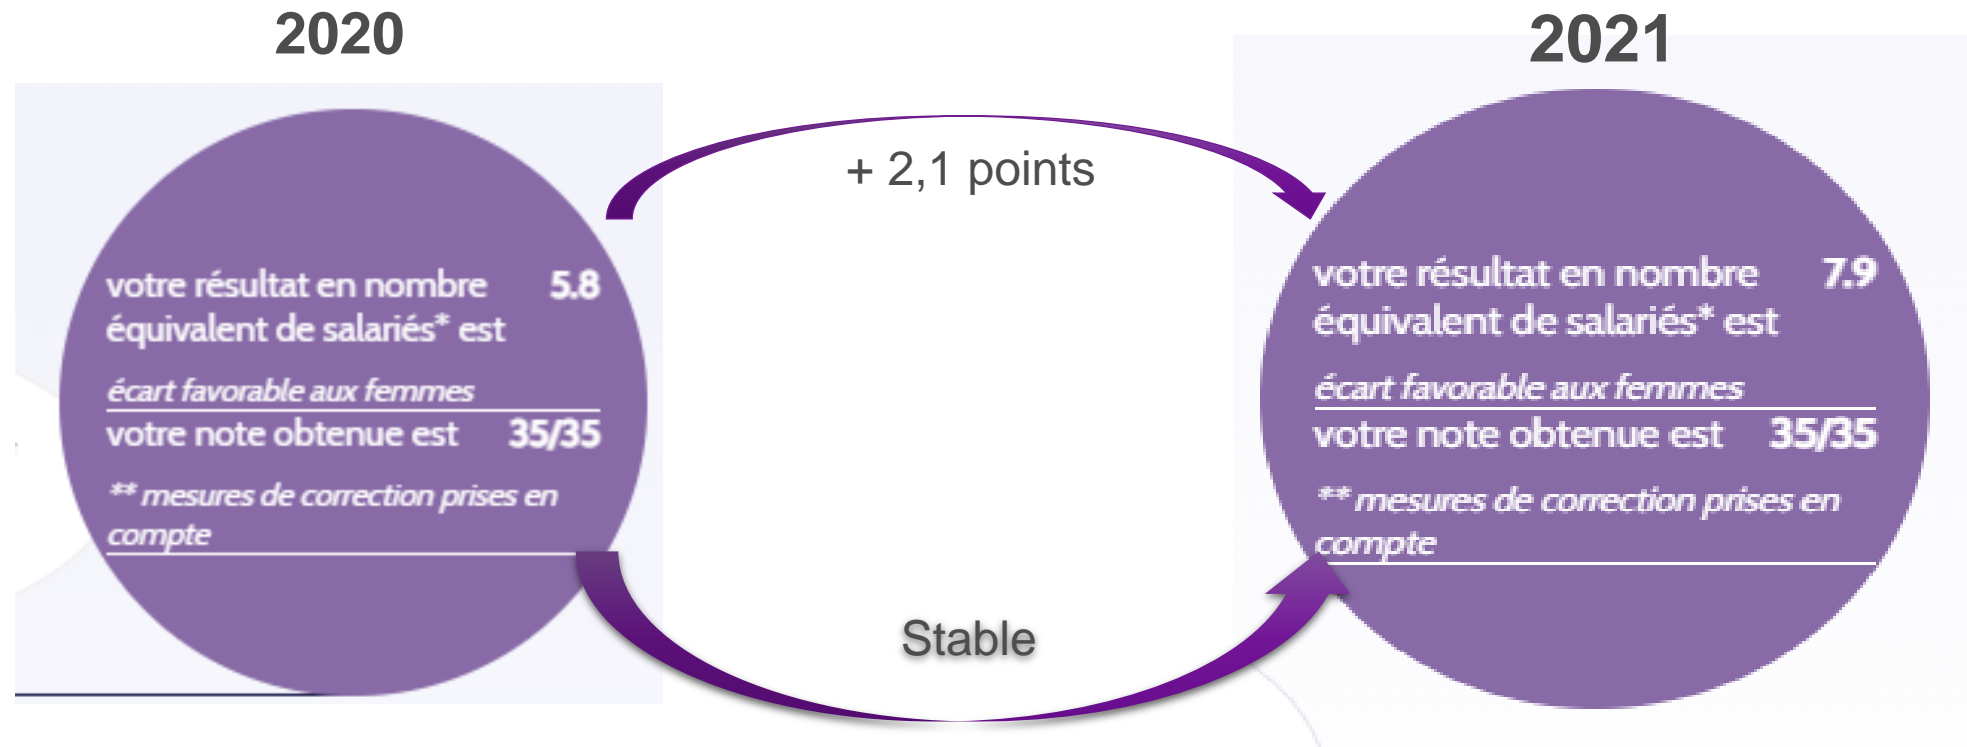 2020
2021
+ 2,1 points
votre résultat en nombre 5.8
équivalent de salariés* est
écart favorable aux femmes
votre note obtenue est 35/35
** mesures de correction prises en
compte
votre résultat en nombre 7.9
équivalent de salariés* est
écart favorable aux femmes
votre note obtenue est 35/35
** mesures de correction prises en
compte
Stable